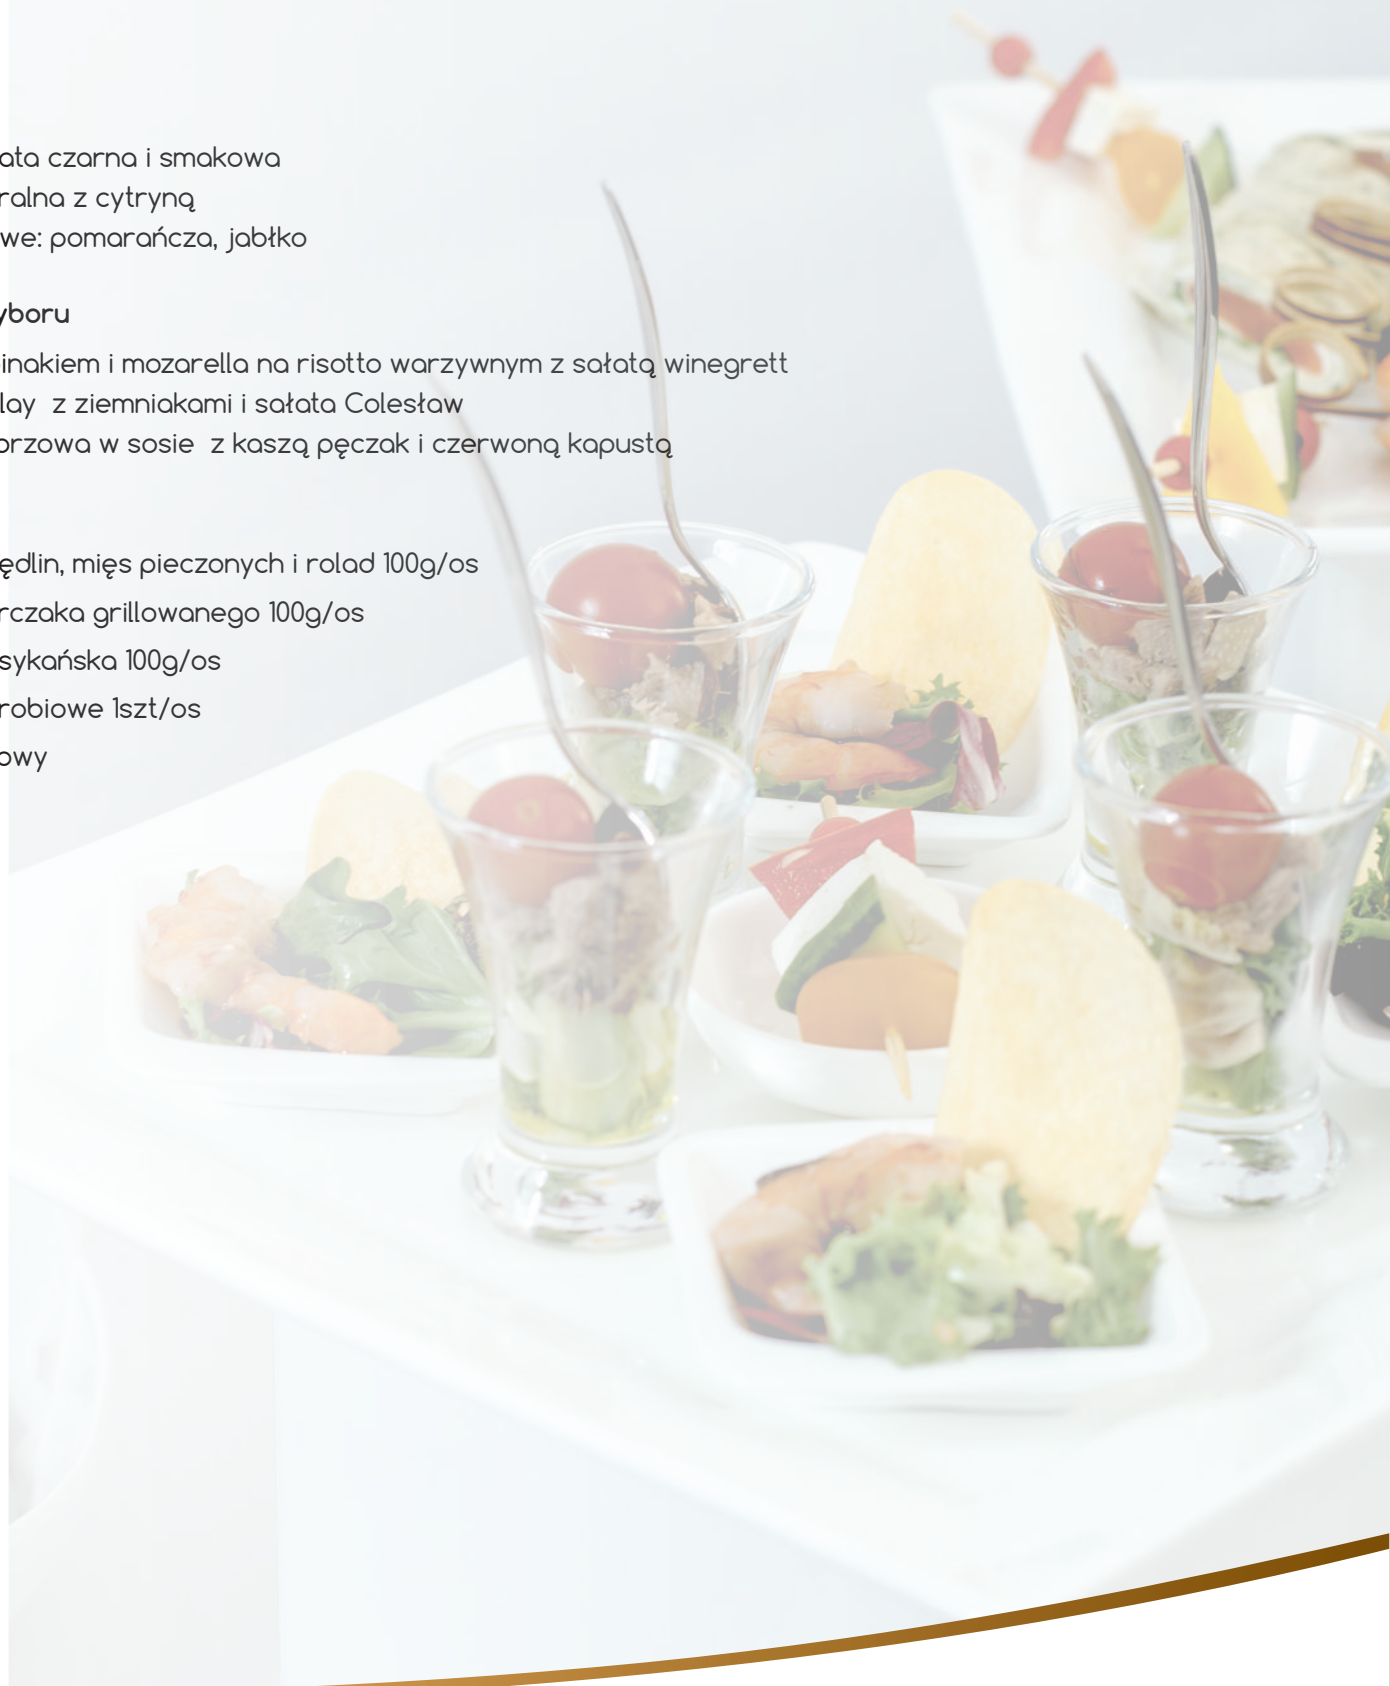 ata czarna i smakowa
ralna z cytryną
we: pomarańcza, jabłko
yboru
inakiem i mozarella na risotto warzywnym z sałatą winegrett
lay z ziemniakami i sałata Colesław
orzowa w sosie z kaszą pęczak i czerwoną kapustą
ędlin, mięs pieczonych i rolad 100g/os
rczaka grillowanego 100g/os
sykańska 100g/os
robiowe 1szt/os
owy